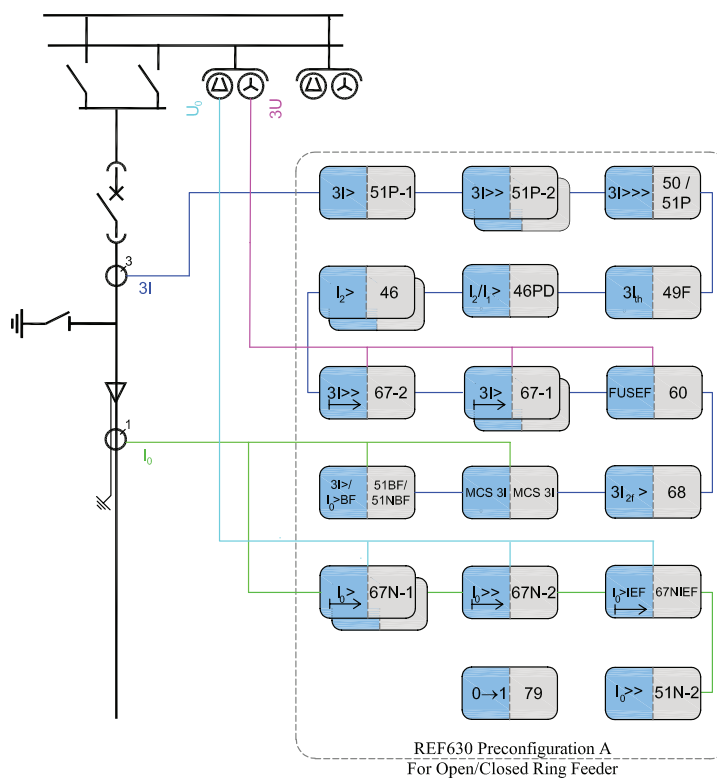 U₀
3U
3I> 51P-1
3I>> 51P-2
3I>>> 50 / 51P
3
3I
I₂> 46
I₂/I₁> 46PD
3Iₜₕ 49F
3I>> 67-2
3I> 67-1
FUSEF 60
1
I₀
3I>/ I₀>BF 51BF/ 51NBF
MCS 3I MCS 3I
3I₂f > 68
I₀> 67N-1
I₀>> 67N-2
I₀>IEF 67NIEF
0→1 79
I₀>> 51N-2
REF630 Preconfiguration A
For Open/Closed Ring Feeder